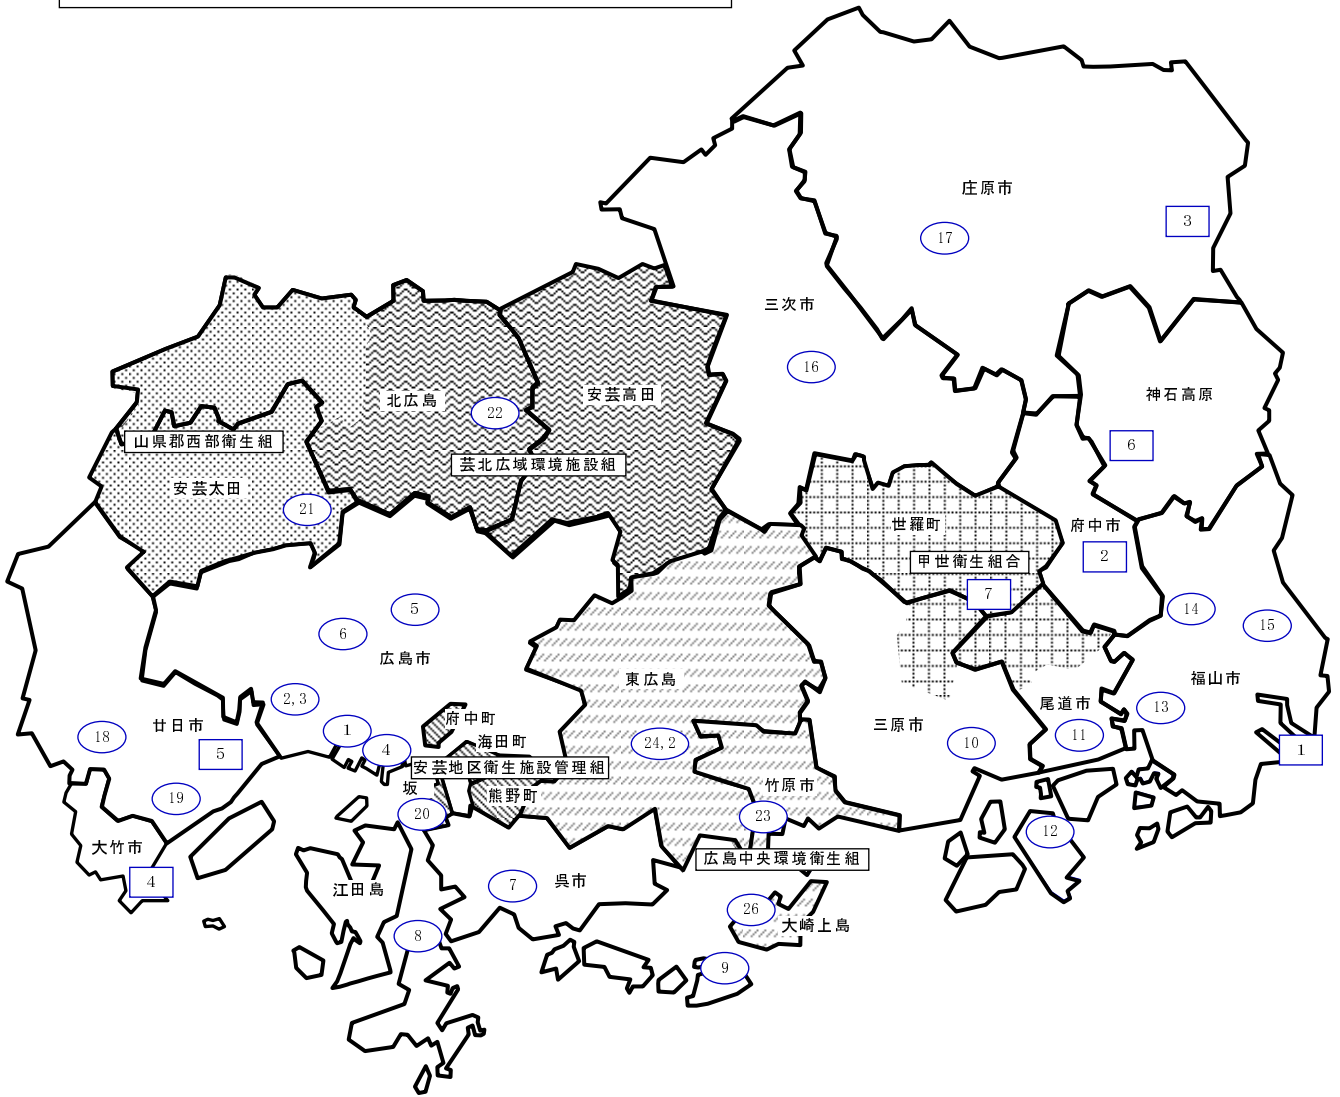 庄原市
3
17
三次市
16
神石高原
6
北広島
22
安芸高田
山県郡西部衛生組
芸北広域環境施設組
安芸太田
21
世羅町
府中市
甲世衛生組合
2
7
5
6
広島市
14
15
東広島
福山市
2,3
府中町
廿日市
1
海田町
三原市
尾道市
13
18
5
4
24,2
10
11
1
安芸地区衛生施設管理組
坂
熊野町
竹原市
19
20
23
12
大竹市
広島中央環境衛生組
4
江田島
7
呉市
26
大崎上島
8
9